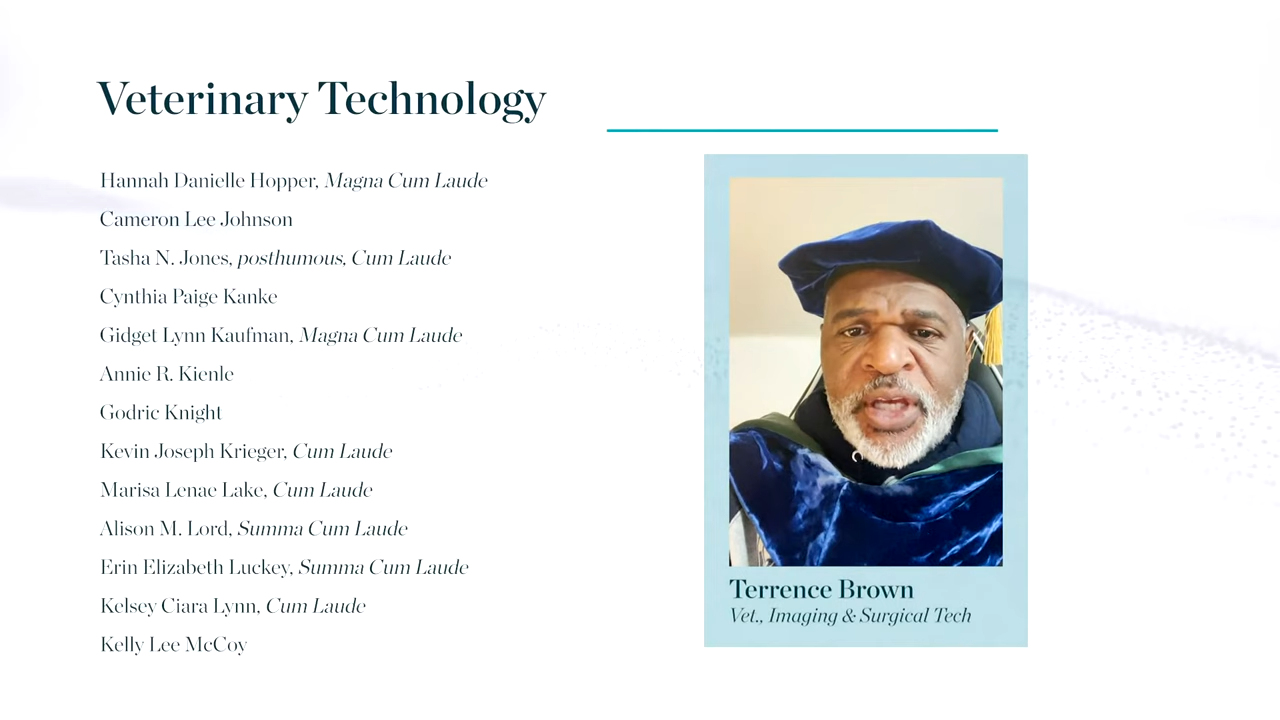 Veterinary Technology
Hannah Danielle Hopper, Magna Cum Laude
Cameron Lee Johnson
Tasha N. Jones, posthumous, Cum Laude
Cynthia Paige Kanke
Gidget Lynn Kaufman, Magna Cum Laude
Annie R. Kienle
Godric Knight
Kevin Joseph Krieger, Cum Laude
Marisa Lenae Lake, Cum Laude
Alison M. Lord, Summa Cum Laude
Erin Elizabeth Luckey, Summa Cum Laude
Kelsey Ciara Lynn, Cum Laude
Kelly Lee McCoy
Terrence Brown
Vet., Imaging & Surgical Tech